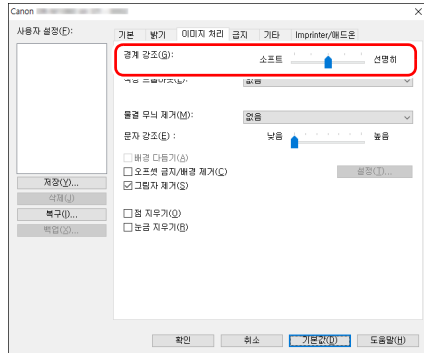 Canon
사용자 설정(F):
기본 밝기 이미지 처리 급지 기타 Imprinter/애드온
경계 강조(G): 소프트 선명히
없음
물결 무늬 제거(M): 없음
문자 강조(E) : 낮음 높음
배경 다듬기(A)
오프셋 금지/배경 제거(C) 설정(T)...
그림자 제거(S)
점 지우기(O)
눈금 지우기(R)
저장(Y)...
삭제(J)
복구(I)...
백업(X)...
확인 취소 기본값(D) 도움말(H)